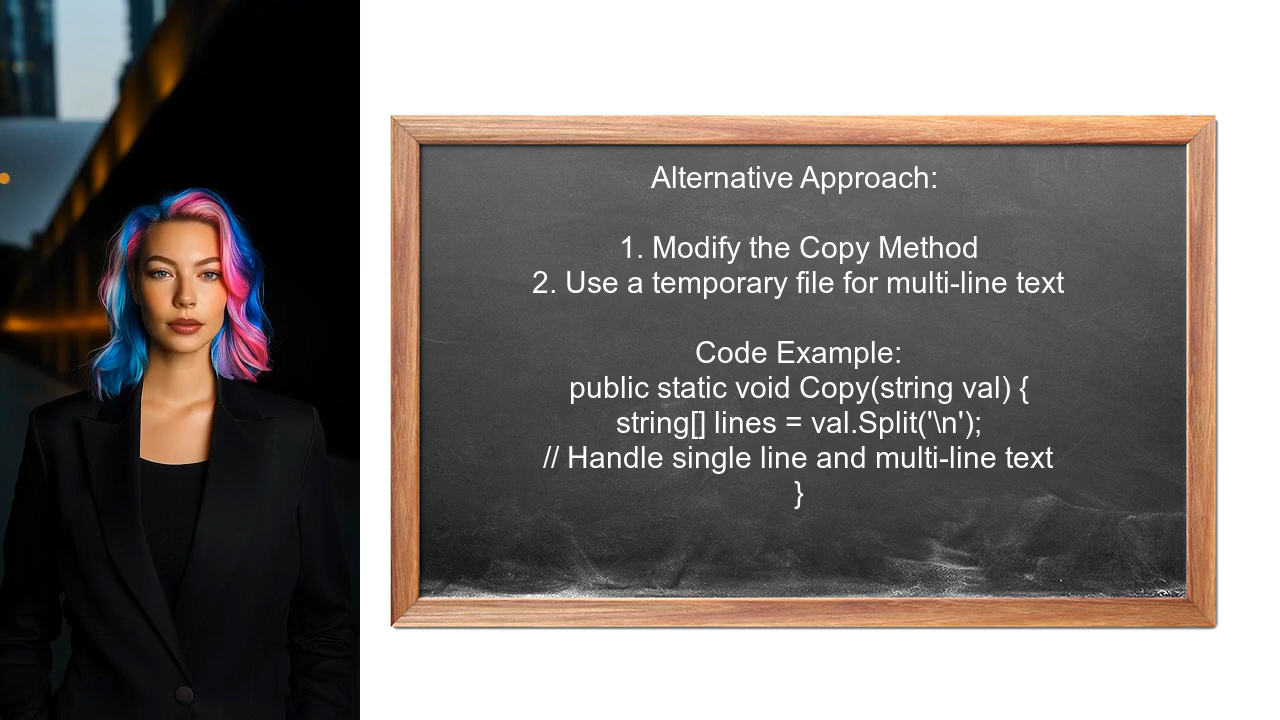 Alternative Approach:
1. Modify the Copy Method
2. Use a temporary file for multi-line text
Code Example:
public static void Copy(string val) {
string[] lines = val.Split('\n');
// Handle single line and multi-line text
}